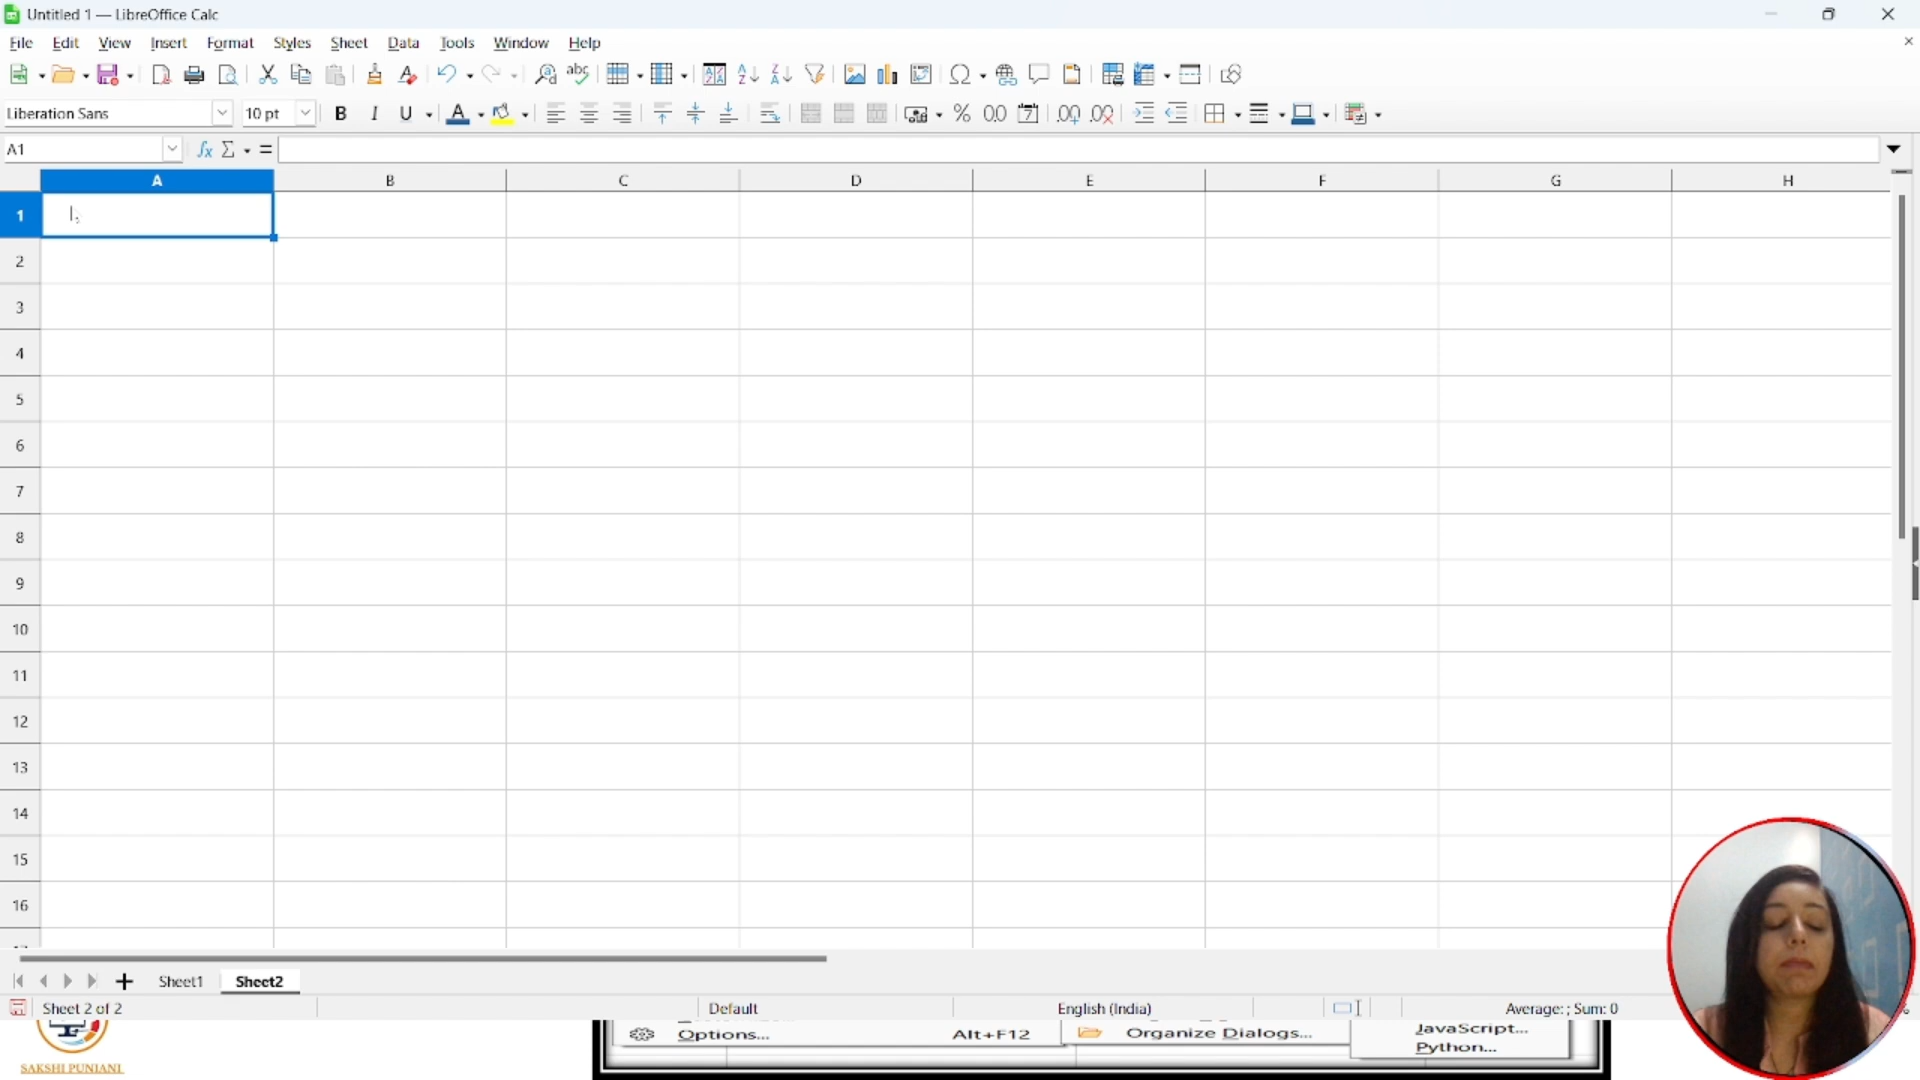 Untitled 1 — LibreOffice Calc
File Edit View Insert Format Styles Sheet Data Tools Window Help
Liberation Sans 10 pt
A1
A B C D E F G H
1
2
3
4
5
6
7
8
9
10
11
12
13
14
15
16
Sheet1 Sheet2
Sheet 2 of 2 Default English (India) Average: ; Sum: 0
Options... Alt+F12 Organize Dialogs... JavaScript...
Python...
SAKSHI PUNIANI